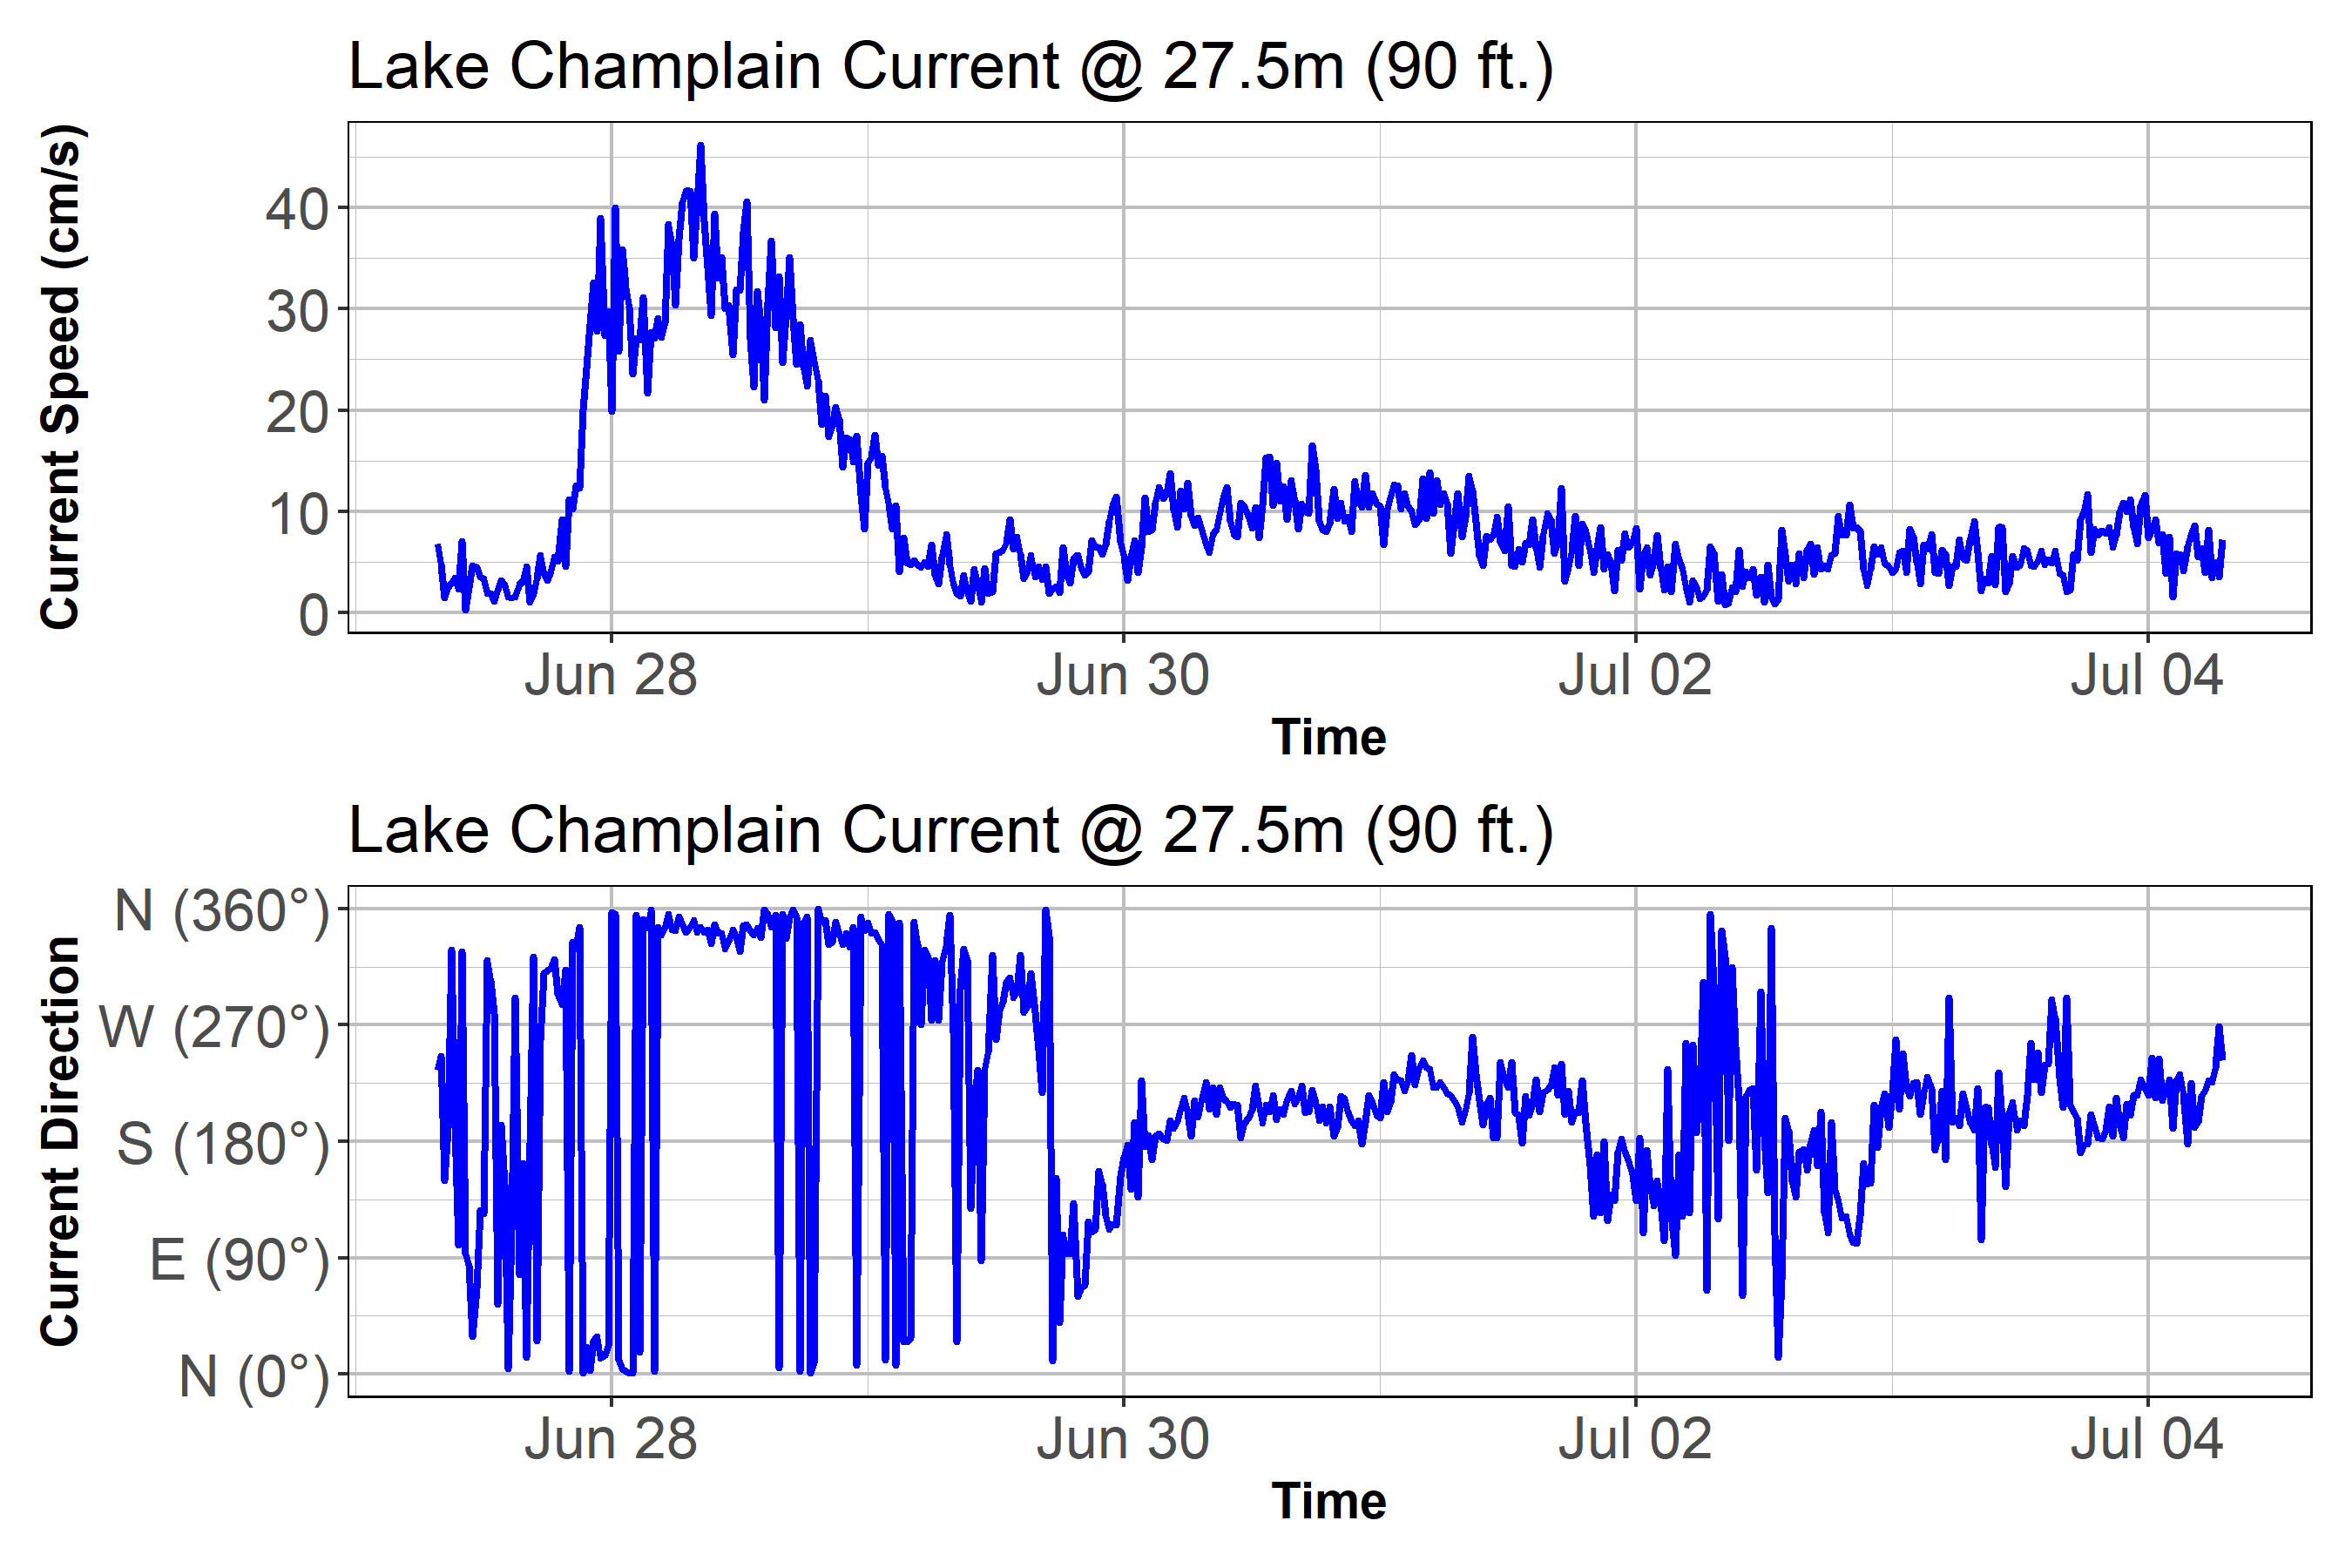 Lake Champlain Current @ 27.5m (90 ft.)
Current Speed (cm/s)
40
30
20
10
0
Jun 28
Jun 30
Jul 02
Jul 04
Time
Lake Champlain Current @ 27.5m (90 ft.)
Current Direction
N (360°)
W (270°)
S (180°)
E (90°)
N (0°)
Jun 28
Jun 30
Jul 02
Jul 04
Time